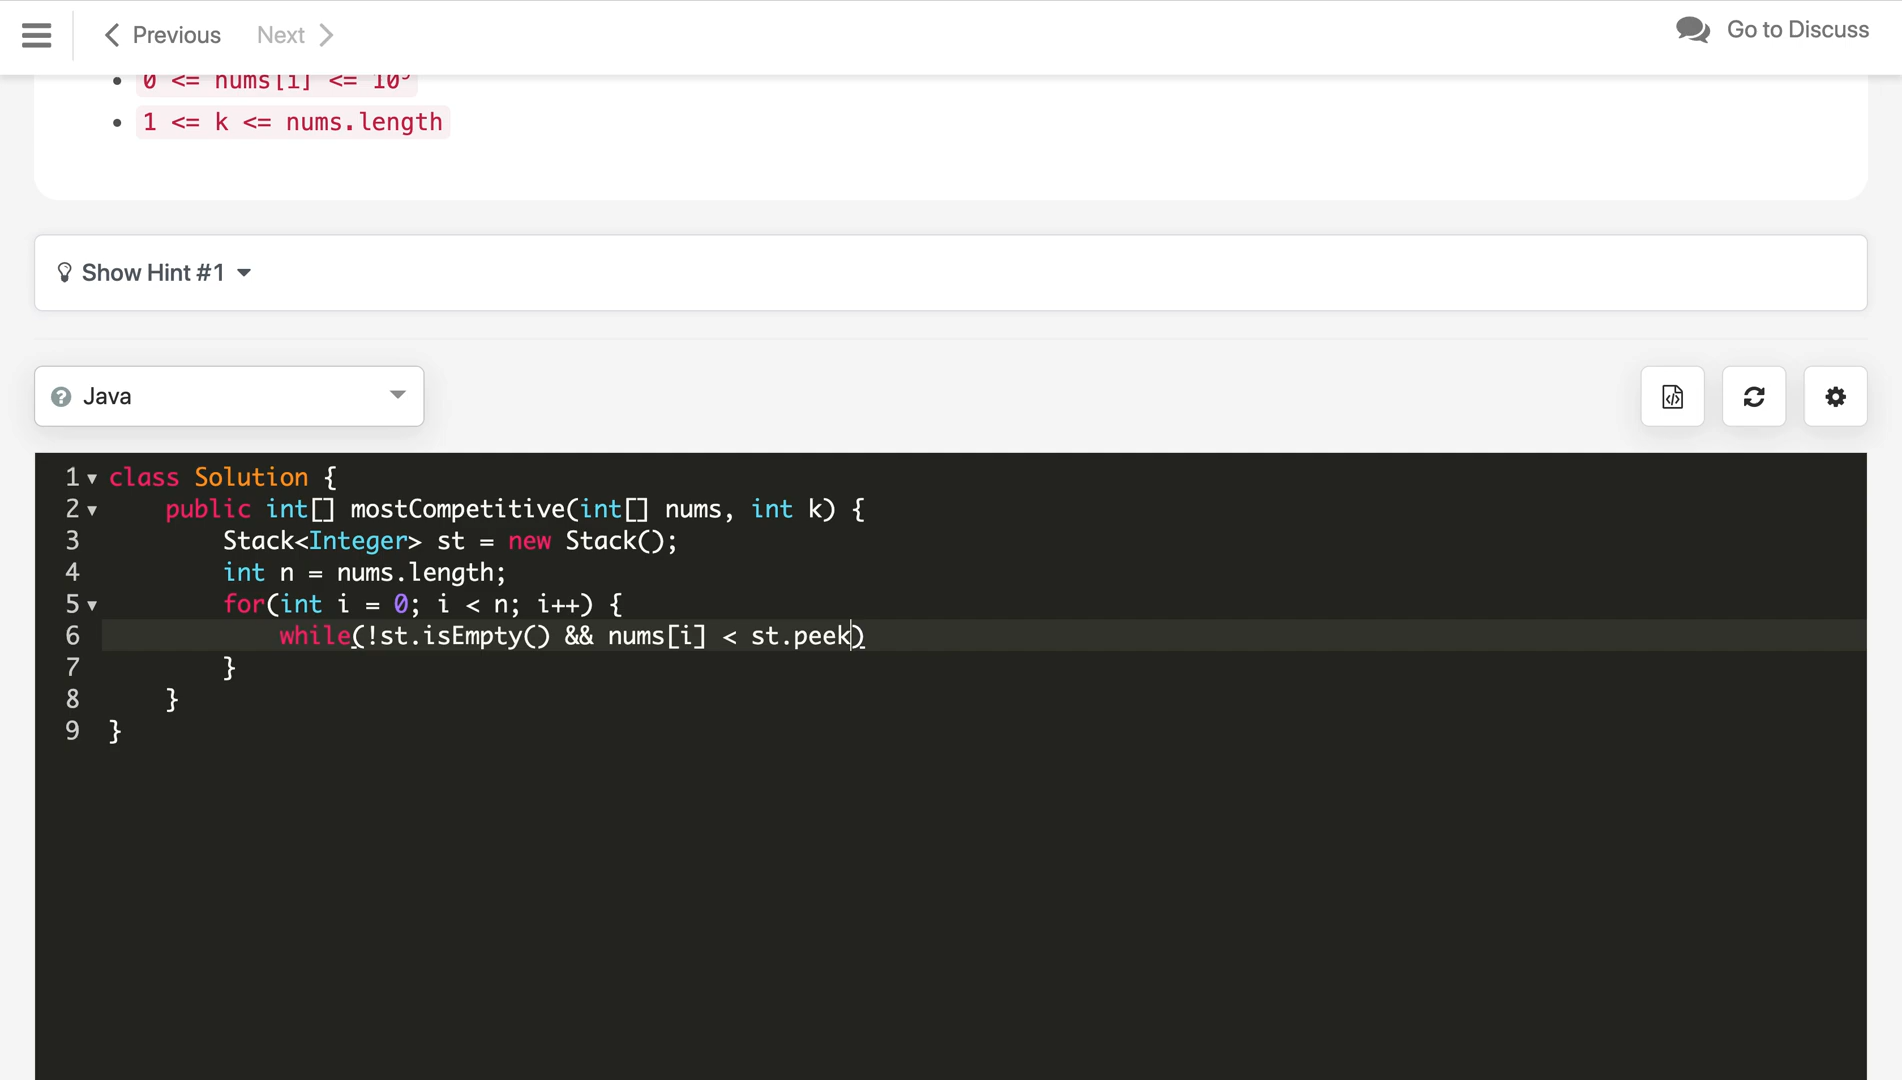 Previous Next Go to Discuss
• 0 <= nums[i] <= 10⁹
• 1 <= k <= nums.length
Show Hint #1
Java
1 class Solution {
2     public int[] mostCompetitive(int[] nums, int k) {
3         Stack<Integer> st = new Stack();
4         int n = nums.length;
5         for(int i = 0; i < n; i++) {
6             while(!st.isEmpty() && nums[i] < st.peek)
7         }
8     }
9 }